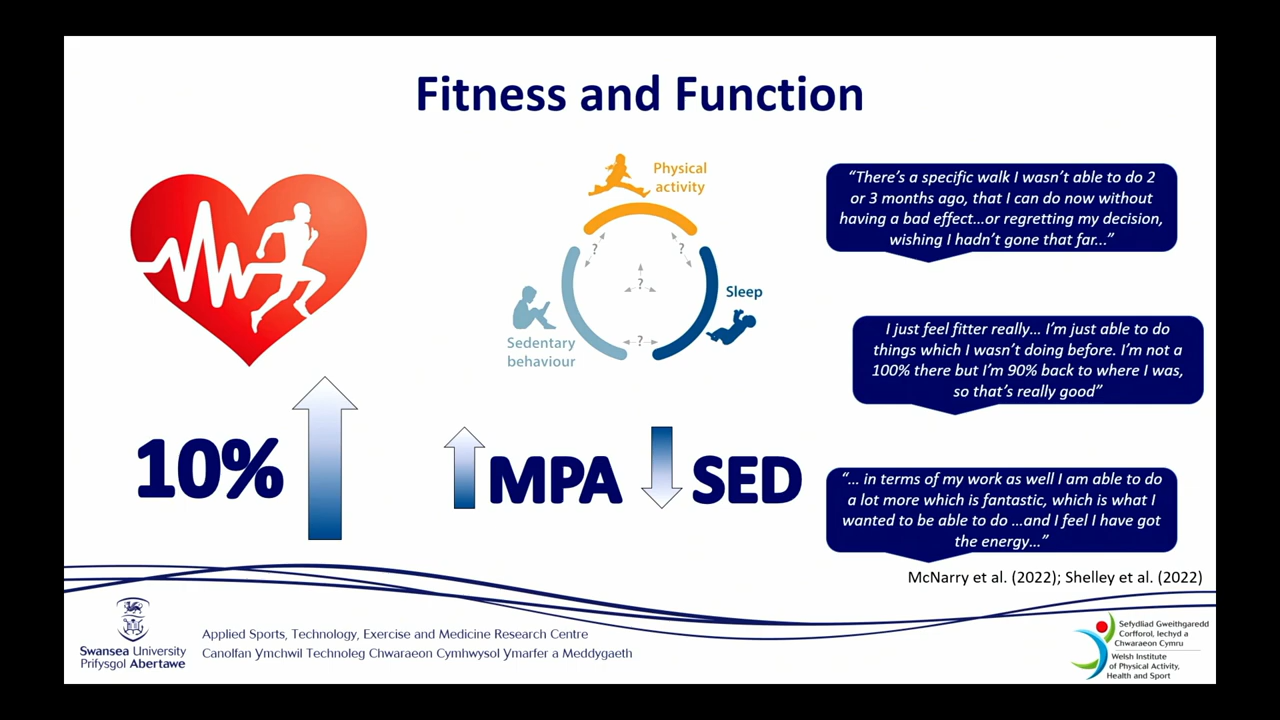 Fitness and Function
Physical
activity
?
?
?
?
Sleep
Sedentary
behaviour
10%
MPA
SED
“There’s a specific walk I wasn’t able to do 2
or 3 months ago, that I can do now without
having a bad effect…or regretting my decision,
wishing I hadn’t gone that far…”
I just feel fitter really… I’m just able to do
things which I wasn’t doing before. I’m not a
100% there but I’m 90% back to where I was,
so that’s really good”
“… in terms of my work as well I am able to do
a lot more which is fantastic, which is what I
wanted to be able to do …and I feel I have got
the energy…”
McNarry et al. (2022); Shelley et al. (2022)
Swansea University
Prifysgol Abertawe
Applied Sports, Technology, Exercise and Medicine Research Centre
Canolfan Ymchwil Technoleg Chwaraeon Cymhwysol Ymarfer a Meddygaeth
Sefydliad Gweithgaredd
Corfforol, Iechyd a
Chwaraeon Cymru
Welsh Institute
of Physical Activity,
Health and Sport